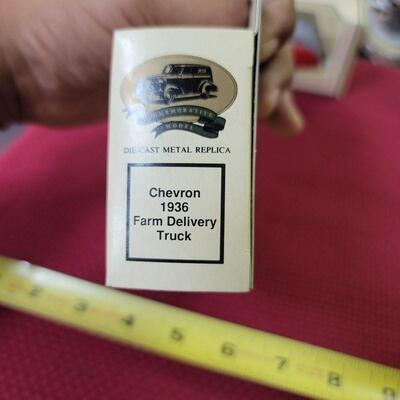 COMMEMORATIVE
MODEL
DIE-CAST METAL REPLICA
Chevron
1936
Farm Delivery
Truck
2 3 4 5 6 7 8 9